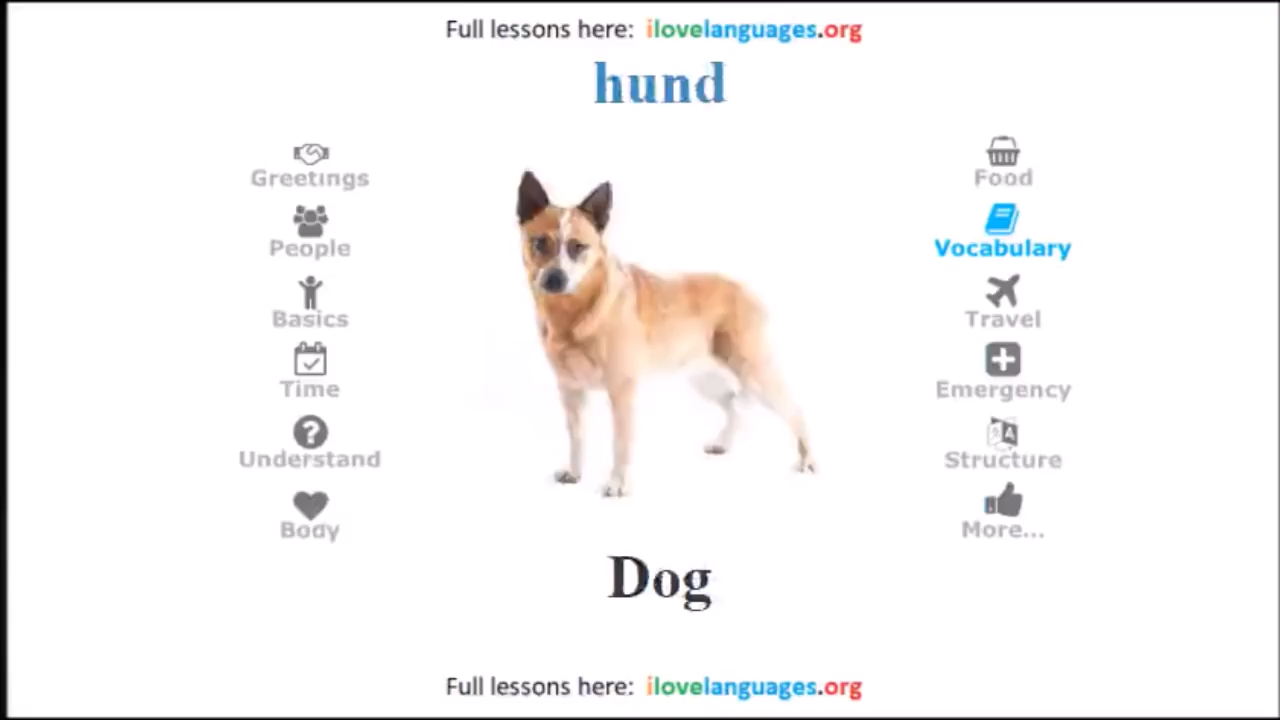 Full lessons here: ilovelanguages.org
hund
Greetings
People
Basics
Time
Understand
Body
Food
Vocabulary
Travel
Emergency
Structure
More...
Dog
Full lessons here: ilovelanguages.org